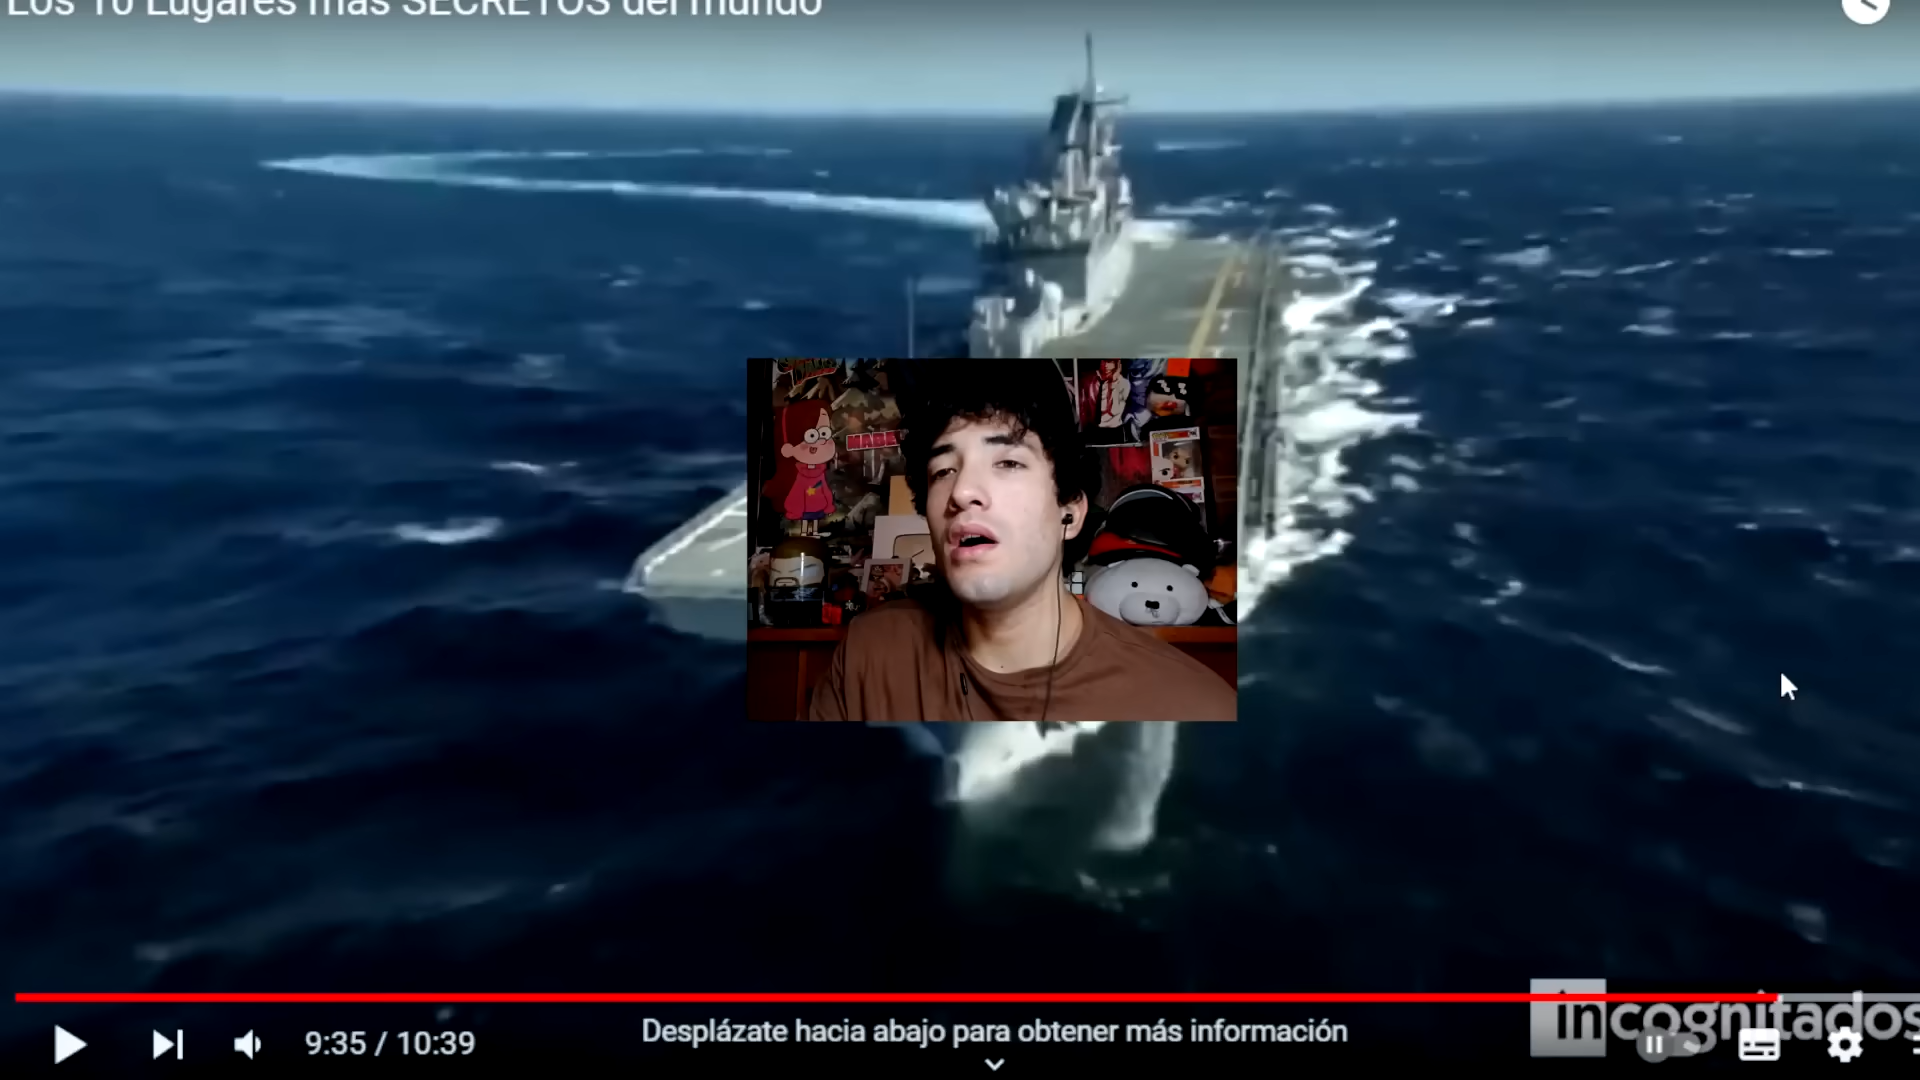 Los 10 Lugares más SECRETOS del mundo
MABEL
9:35 / 10:39
Desplázate hacia abajo para obtener más información
incognitados